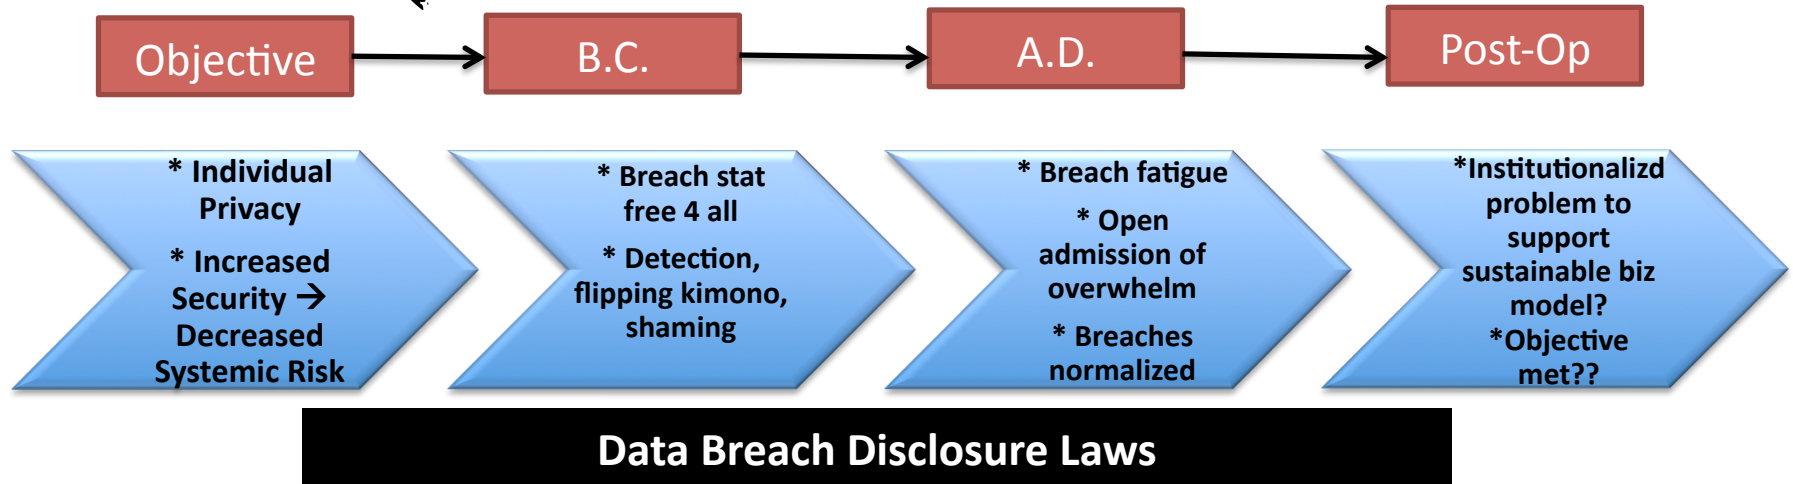 Objective
B.C.
A.D.
Post-Op
* Individual
Privacy
* Increased
Security →
Decreased
Systemic Risk
* Breach stat
free 4 all
* Detection,
flipping kimono,
shaming
* Breach fatigue
* Open
admission of
overwhelm
* Breaches
normalized
*Institutionalizd
problem to
support
sustainable biz
model?
*Objective
met??
Data Breach Disclosure Laws